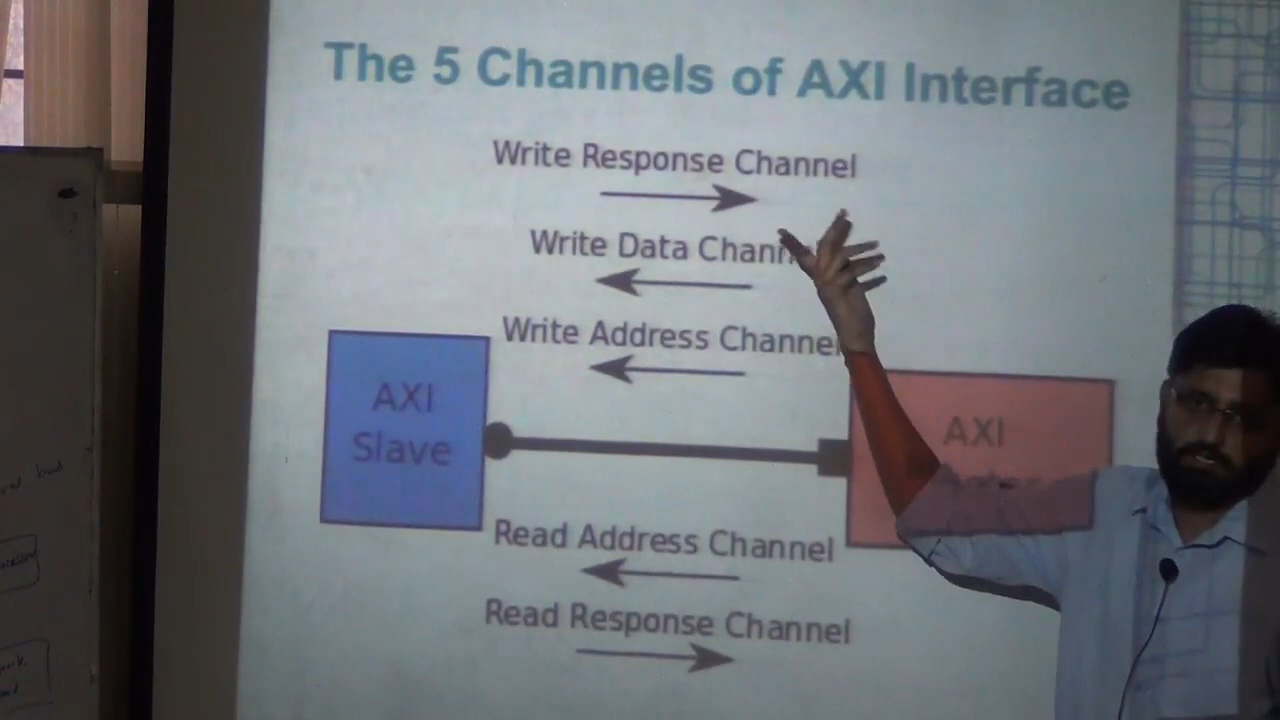 The 5 Channels of AXI Interface
Write Response Channel
Write Data Chann
Write Address Channel
AXI
Slave
AXI
Read Address Channel
Read Response Channel